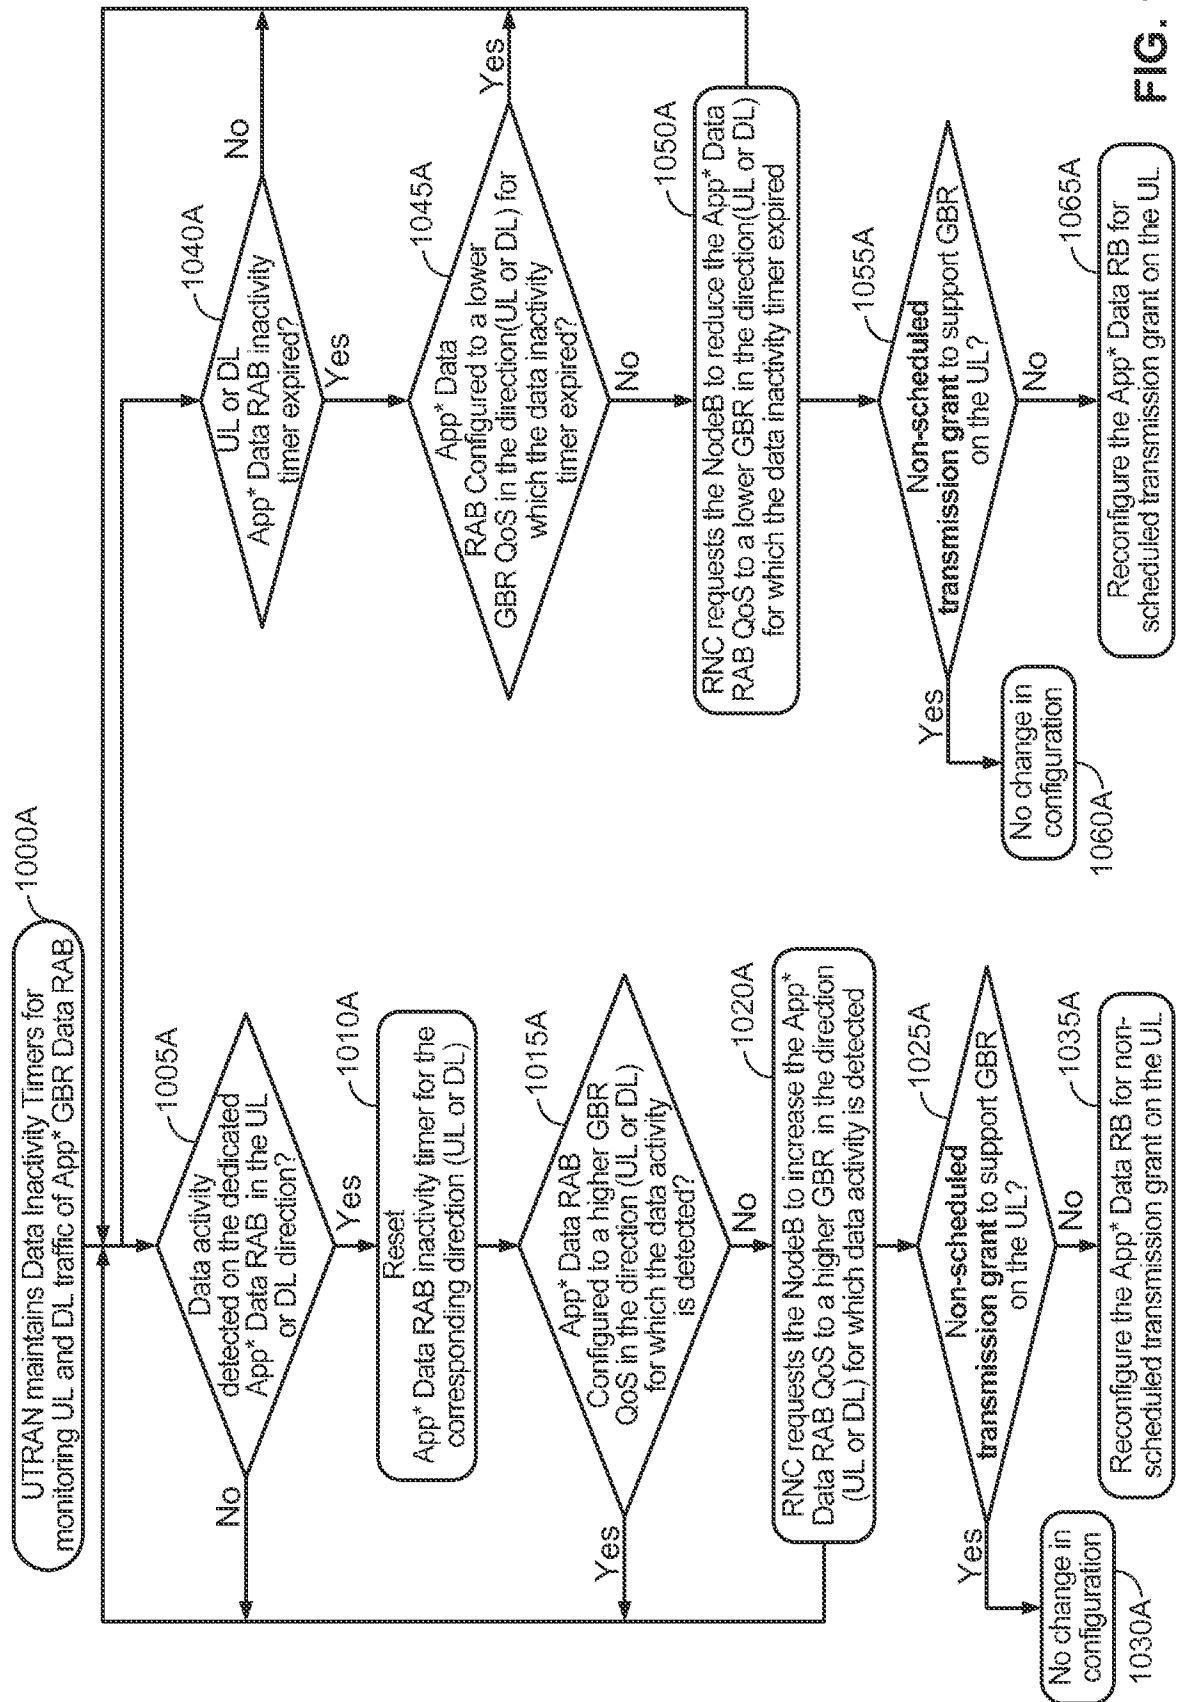 UTRAN maintains Data Inactivity Timers for
monitoring UL and DL traffic of App* GBR Data RAB
1000A
Data activity
detected on the dedicated
App* Data RAB in the UL
or DL direction?
1005A
No
Yes
Reset
App* Data RAB inactivity timer for the
corresponding direction (UL or DL)
1010A
App* Data RAB
Configured to a higher GBR
QoS in the direction (UL or DL)
for which the data activity
is detected?
1015A
Yes
No
RNC requests the NodeB to increase the App*
Data RAB QoS to a higher GBR in the direction
(UL or DL) for which data activity is detected
1020A
Non-scheduled
transmission grant to support GBR
on the UL?
1025A
Yes
No
No change in
configuration
1030A
Reconfigure the App* Data RB for non-
scheduled transmission grant on the UL
1035A
UL or DL
App* Data RAB inactivity
timer expired?
1040A
No
Yes
App* Data
RAB Configured to a lower
GBR QoS in the direction(UL or DL) for
which the data inactivity
timer expired?
1045A
Yes
No
RNC requests the NodeB to reduce the App* Data
RAB QoS to a lower GBR in the direction(UL or DL)
for which the data inactivity timer expired
1050A
Non-scheduled
transmission grant to support GBR
on the UL?
1055A
Yes
No
No change in
configuration
1060A
Reconfigure the App* Data RB for
scheduled transmission grant on the UL
1065A
FIG.